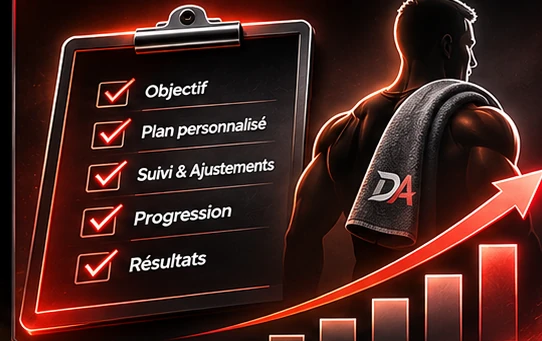 Objectif
Plan personnalisé
Suivi & Ajustements
Progression
Résultats
DA